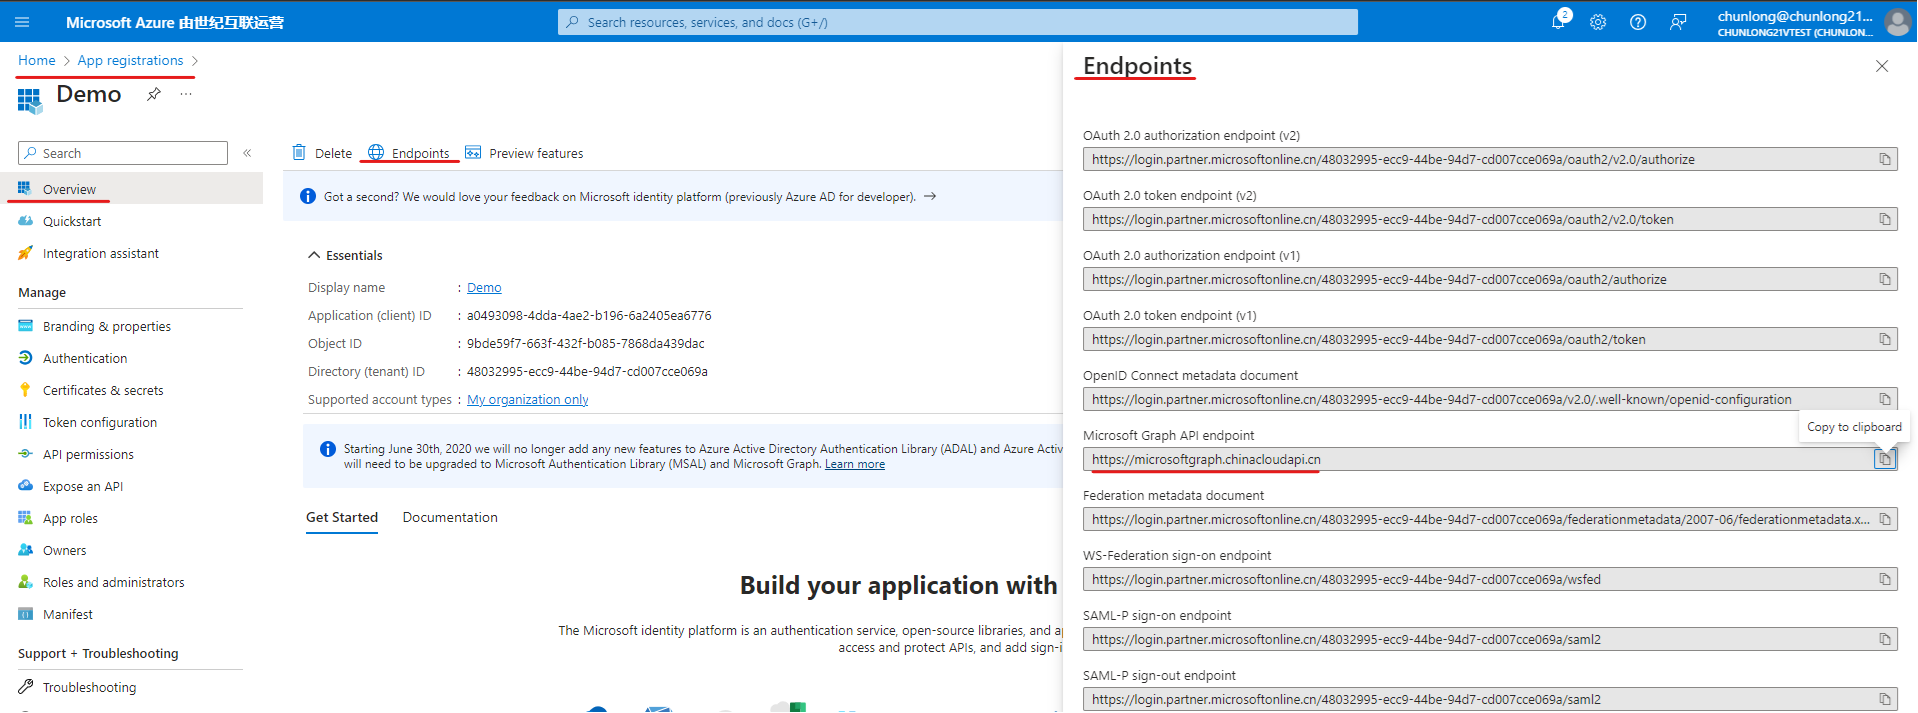 Microsoft Azure 由世纪互联运营
Search resources, services, and docs (G+/)
2
chunlong@chunlong21...
CHUNLONG21VTEST (CHUNLON...
Home > App registrations >
Demo
Search
Overview
Quickstart
Integration assistant
Manage
Branding & properties
Authentication
Certificates & secrets
Token configuration
API permissions
Expose an API
App roles
Owners
Roles and administrators
Manifest
Support + Troubleshooting
Troubleshooting
Delete
Endpoints
Preview features
Got a second? We would love your feedback on Microsoft identity platform (previously Azure AD for developer). →
Essentials
Display name : Demo
Application (client) ID : a0493098-4dda-4ae2-b196-6a2405ea6776
Object ID : 9bde59f7-663f-432f-b085-7868da439dac
Directory (tenant) ID : 48032995-ecc9-44be-94d7-cd007cce069a
Supported account types : My organization only
Starting June 30th, 2020 we will no longer add any new features to Azure Active Directory Authentication Library (ADAL) and Azure Activ
will need to be upgraded to Microsoft Authentication Library (MSAL) and Microsoft Graph. Learn more
Get Started
Documentation
Build your application with
The Microsoft identity platform is an authentication service, open-source libraries, and ap
access and protect APIs, and add sign-i
Endpoints
OAuth 2.0 authorization endpoint (v2)
https://login.partner.microsoftonline.cn/48032995-ecc9-44be-94d7-cd007cce069a/oauth2/v2.0/authorize
OAuth 2.0 token endpoint (v2)
https://login.partner.microsoftonline.cn/48032995-ecc9-44be-94d7-cd007cce069a/oauth2/v2.0/token
OAuth 2.0 authorization endpoint (v1)
https://login.partner.microsoftonline.cn/48032995-ecc9-44be-94d7-cd007cce069a/oauth2/authorize
OAuth 2.0 token endpoint (v1)
https://login.partner.microsoftonline.cn/48032995-ecc9-44be-94d7-cd007cce069a/oauth2/token
OpenID Connect metadata document
https://login.partner.microsoftonline.cn/48032995-ecc9-44be-94d7-cd007cce069a/v2.0/.well-known/openid-configuration
Copy to clipboard
Microsoft Graph API endpoint
https://microsoftgraph.chinacloudapi.cn
Federation metadata document
https://login.partner.microsoftonline.cn/48032995-ecc9-44be-94d7-cd007cce069a/federationmetadata/2007-06/federationmetadata.x...
WS-Federation sign-on endpoint
https://login.partner.microsoftonline.cn/48032995-ecc9-44be-94d7-cd007cce069a/wsfed
SAML-P sign-on endpoint
https://login.partner.microsoftonline.cn/48032995-ecc9-44be-94d7-cd007cce069a/saml2
SAML-P sign-out endpoint
https://login.partner.microsoftonline.cn/48032995-ecc9-44be-94d7-cd007cce069a/saml2